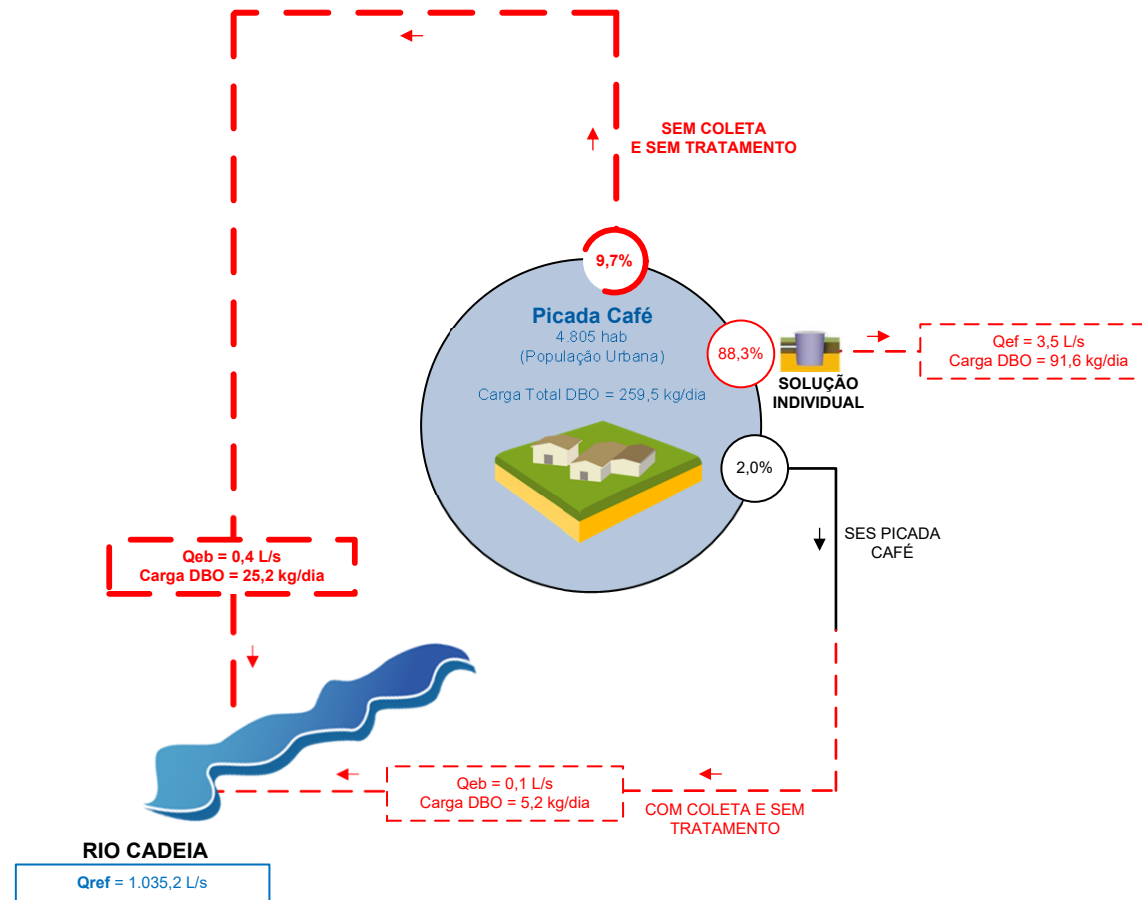 SEM COLETA
E SEM TRATAMENTO
9,7%
Picada Café
4.805 hab
(População Urbana)
Carga Total DBO = 259,5 kg/dia
88,3%
SOLUÇÃO
INDIVIDUAL
Qef = 3,5 L/s
Carga DBO = 91,6 kg/dia
2,0%
SES PICADA
CAFÉ
Qeb = 0,4 L/s
Carga DBO = 25,2 kg/dia
Qeb = 0,1 L/s
Carga DBO = 5,2 kg/dia
COM COLETA E SEM
TRATAMENTO
RIO CADEIA
Qref = 1.035,2 L/s